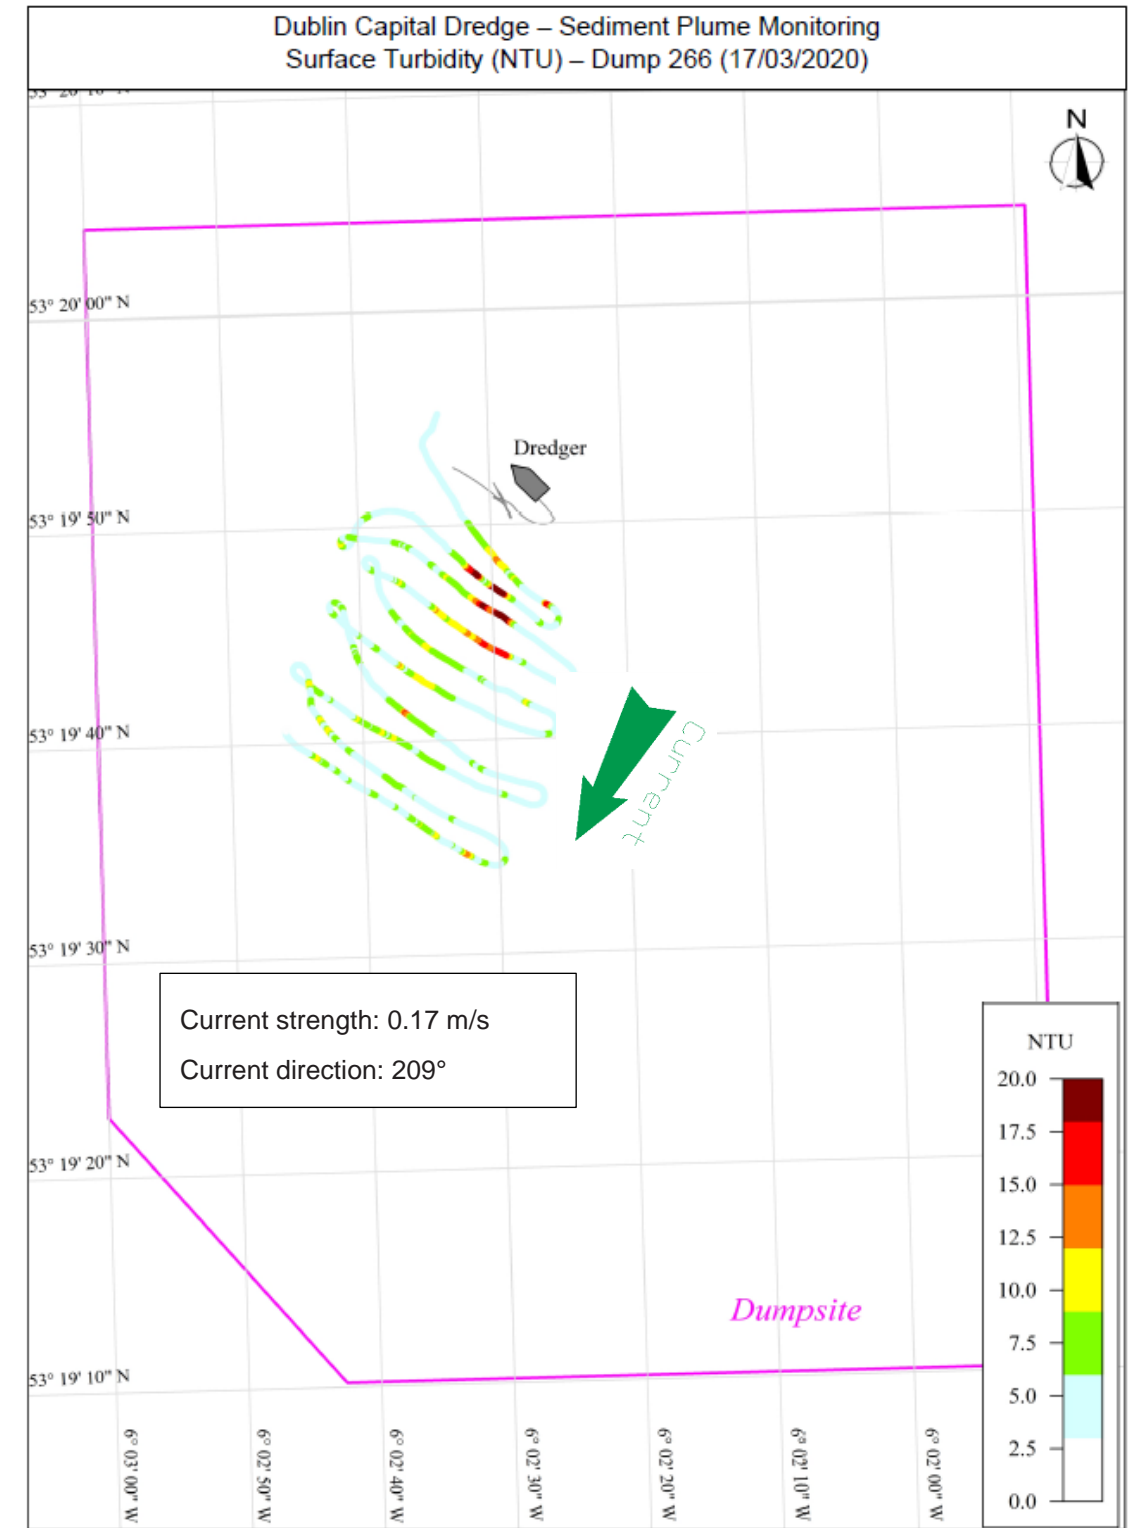 Dublin Capital Dredge – Sediment Plume Monitoring
Surface Turbidity (NTU) – Dump 266 (17/03/2020)
N
53° 20' 00" N
Dredger
53° 19' 50" N
Current
53° 19' 40" N
53° 19' 30" N
Current strength: 0.17 m/s
Current direction: 209°
NTU
20.0
17.5
15.0
12.5
10.0
7.5
5.0
2.5
0.0
53° 19' 20" N
Dumpsite
53° 19' 10" N
6° 03' 00" W
6° 02' 50" W
6° 02' 40" W
6° 02' 30" W
6° 02' 20" W
6° 02' 10" W
6° 02' 00" W